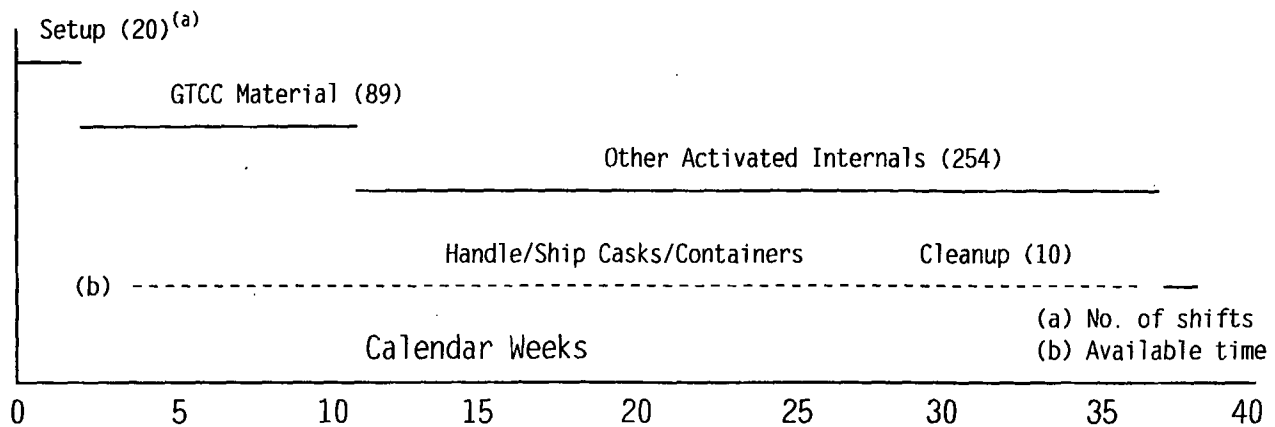 Setup (20)(a)
GTCC Material (89)
Other Activated Internals (254)
Handle/Ship Casks/Containers Cleanup (10)
(b)
(a) No. of shifts
(b) Available time
Calendar Weeks
0 5 10 15 20 25 30 35 40